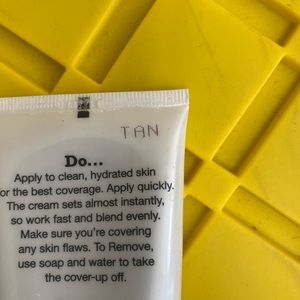 TAN
Do...
Apply to clean, hydrated skin
or the best coverage. Apply quickly.
The cream sets almost instantly,
so work fast and blend evenly.
Make sure you're covering
any skin flaws. To Remove,
use soap and water to take
the cover-up off.